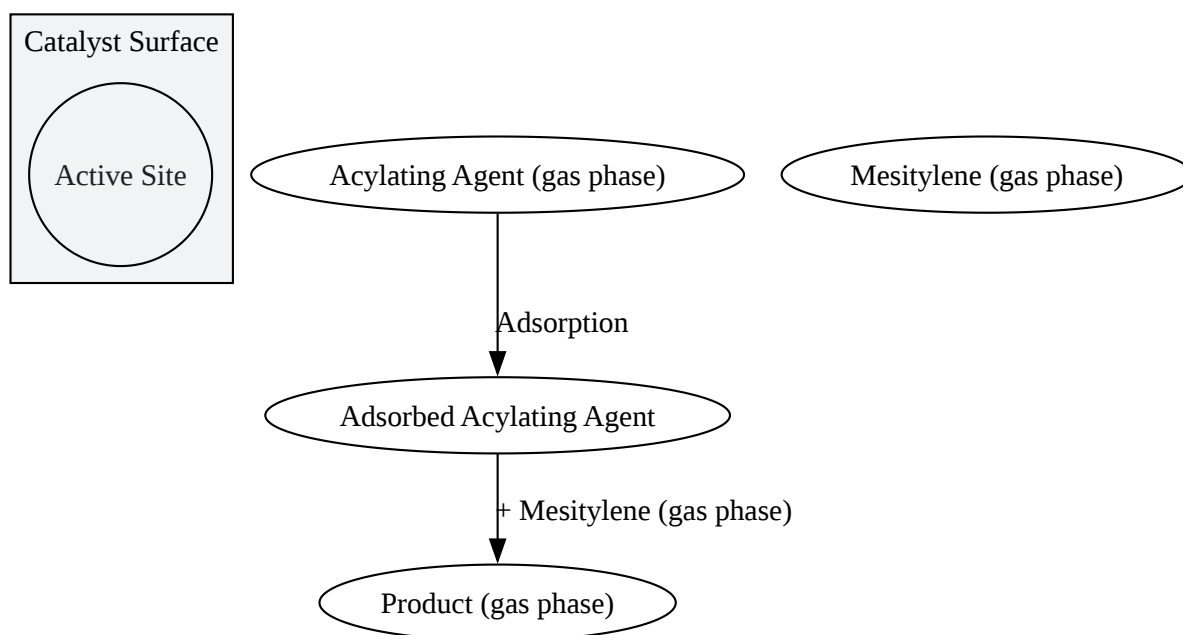 Catalyst Surface
Active Site
Acylating Agent (gas phase)
Mesitylene (gas phase)
Adsorption
Adsorbed Acylating Agent
+ Mesitylene (gas phase)
Product (gas phase)